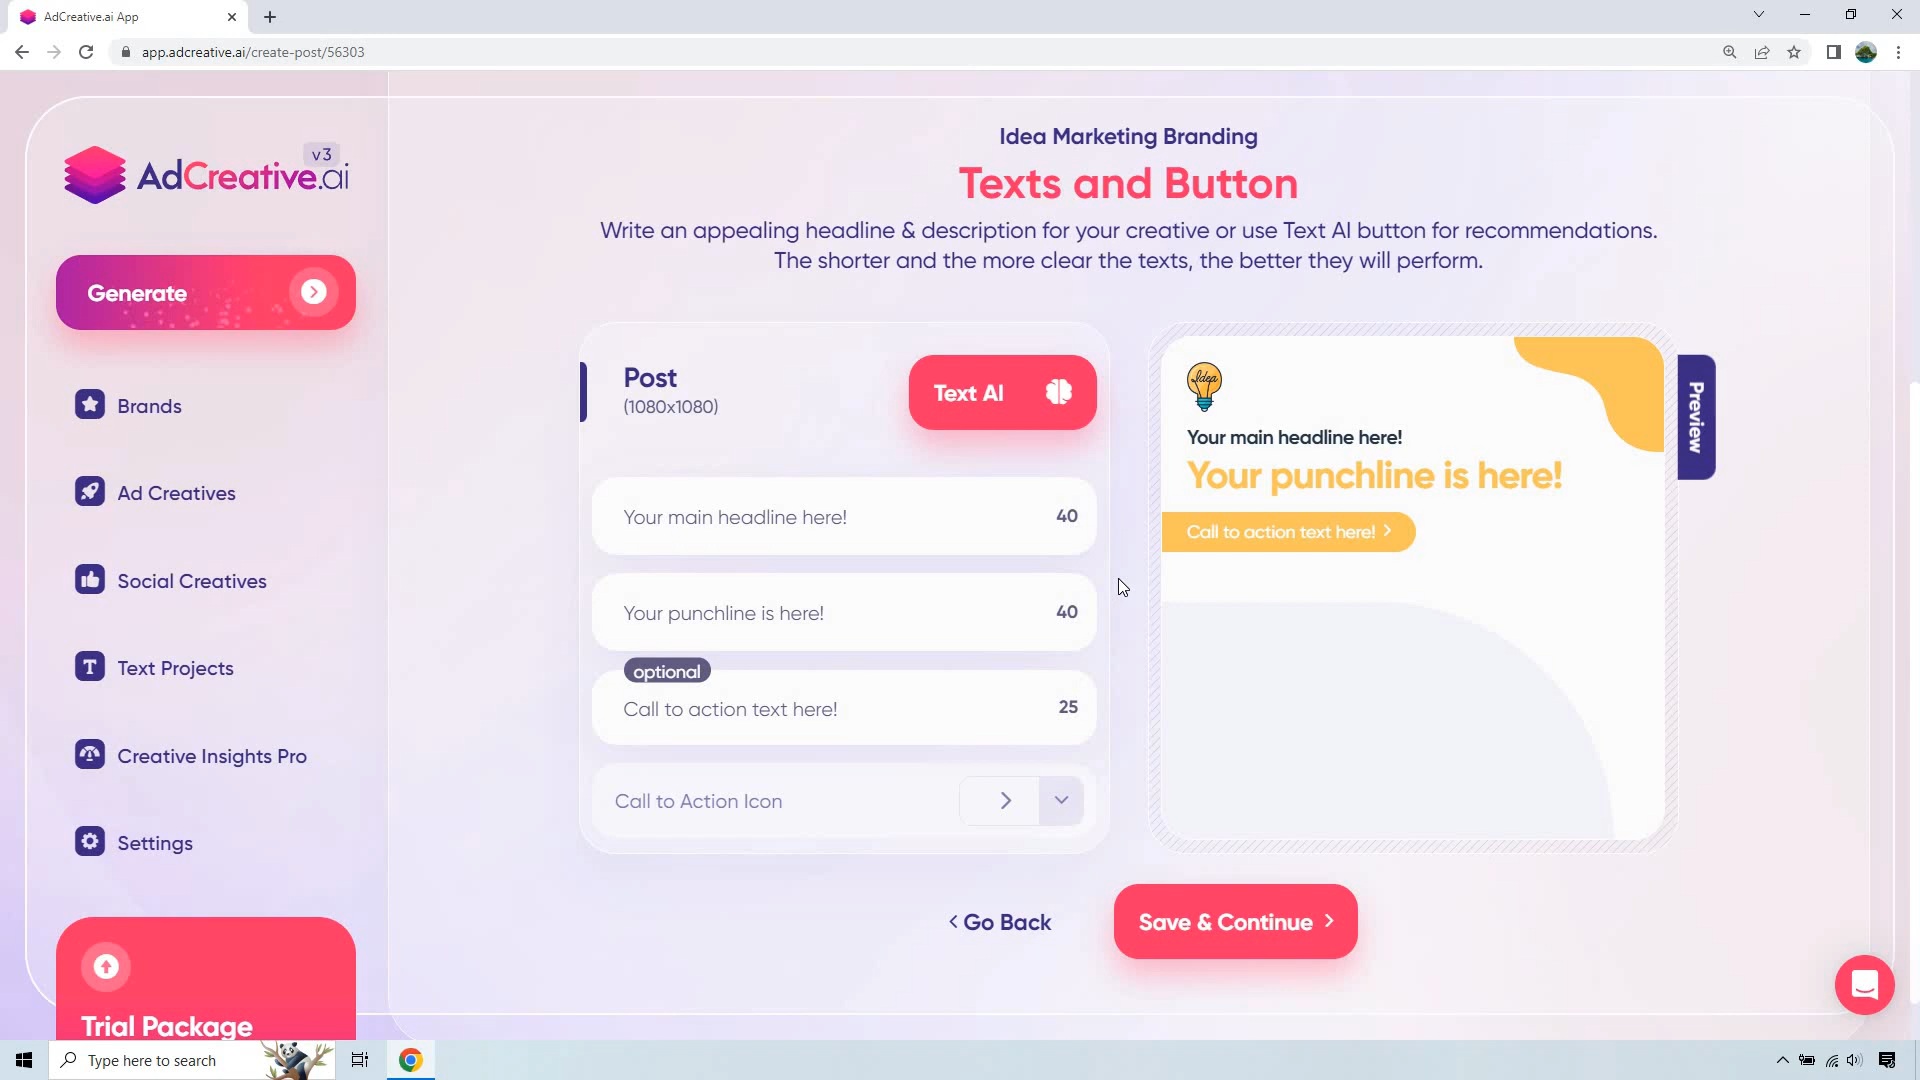 AdCreative.ai App
app.adcreative.ai/create-post/56303
AdCreative.ai
v3
Generate
Brands
Ad Creatives
Social Creatives
Text Projects
Creative Insights Pro
Settings
Trial Package
Idea Marketing Branding
Texts and Button
Write an appealing headline & description for your creative or use Text AI button for recommendations.
The shorter and the more clear the texts, the better they will perform.
Post
(1080x1080)
Text AI
Your main headline here!
40
Your punchline is here!
40
optional
Call to action text here!
25
Call to Action Icon
Idea
Your main headline here!
Your punchline is here!
Call to action text here!
Preview
Go Back
Save & Continue
Type here to search